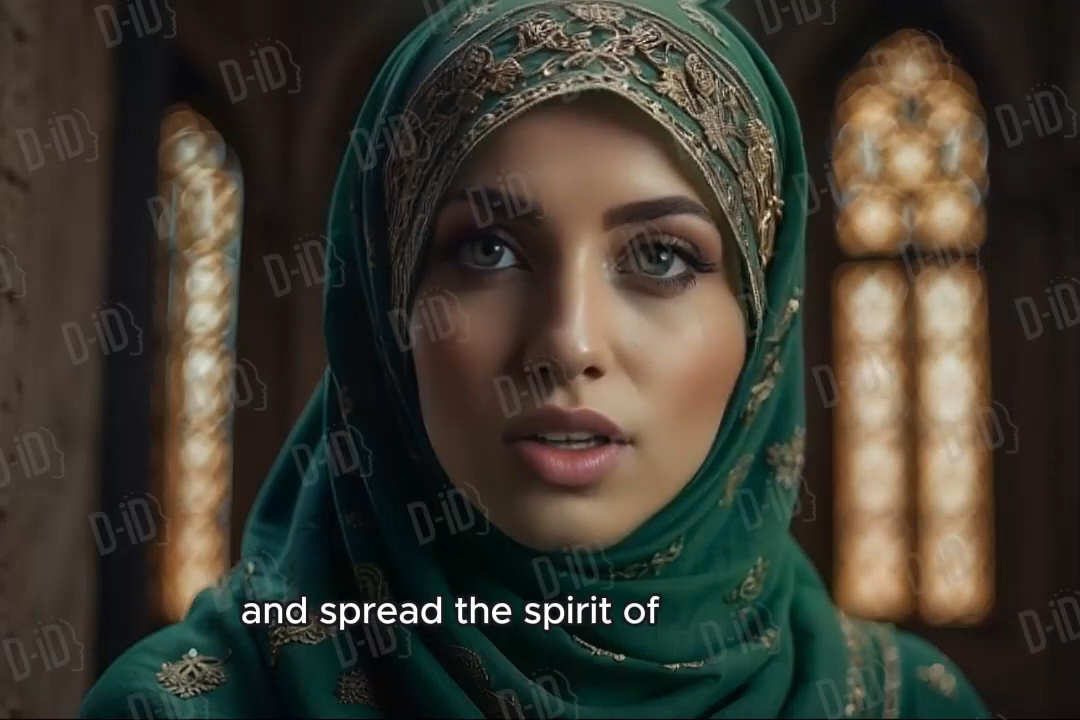 D-iD}
and spread the spirit of